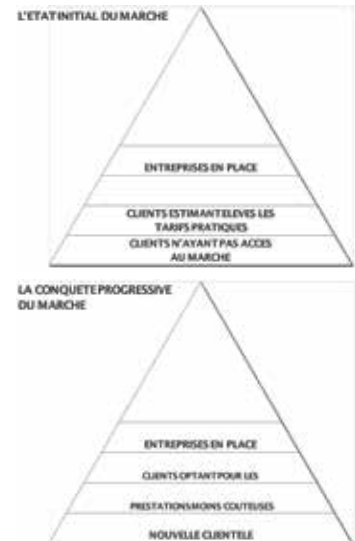 L'ETAT INITIAL DU MARCHE
ENTREPRISES EN PLACE
CLIENTS ESTIMANT ELEVES LES
TARIFS PRATIQUES
CLIENTS N'AYANT PAS ACCES
AU MARCHE
LA CONQUETE PROGRESSIVE
DU MARCHE
ENTREPRISES EN PLACE
CLIENTS OPTANT POUR LES
PRESTATIONS MOINS COUTEUSES
NOUVELLE CLIENTELE